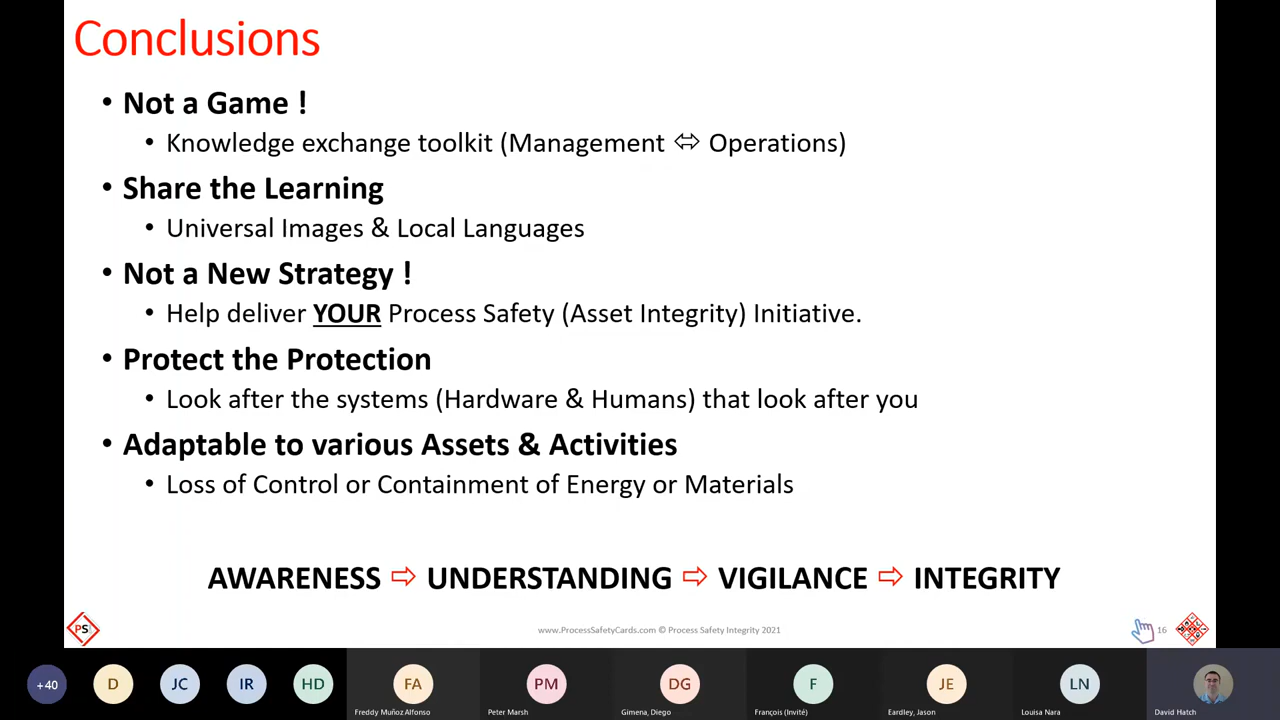 Conclusions
• Not a Game !
• Knowledge exchange toolkit (Management ⬄ Operations)
• Share the Learning
• Universal Images & Local Languages
• Not a New Strategy !
• Help deliver YOUR Process Safety (Asset Integrity) Initiative.
• Protect the Protection
• Look after the systems (Hardware & Humans) that look after you
• Adaptable to various Assets & Activities
• Loss of Control or Containment of Energy or Materials
AWARENESS ⇨ UNDERSTANDING ⇨ VIGILANCE ⇨ INTEGRITY
PS
www.ProcessSafetyCards.com © Process Safety Integrity 2021
16
+40 D JC IR HD FA PM DG F JE LN
Freddy Muñoz Alfonso Peter Marsh Gimena, Diego François (Invité) Eardley, Jason Louisa Nara David Hatch